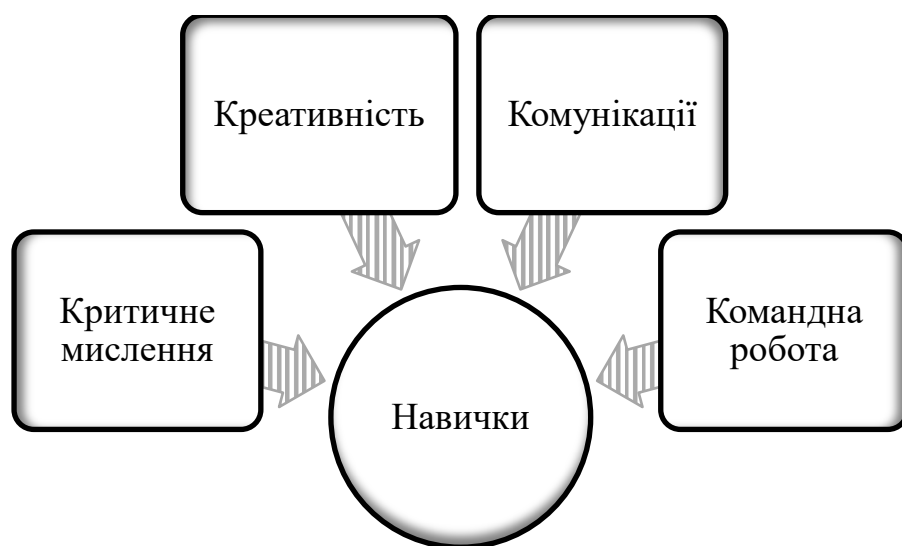 Креативність
Комунікації
Критичне
мислення
Командна
робота
Навички